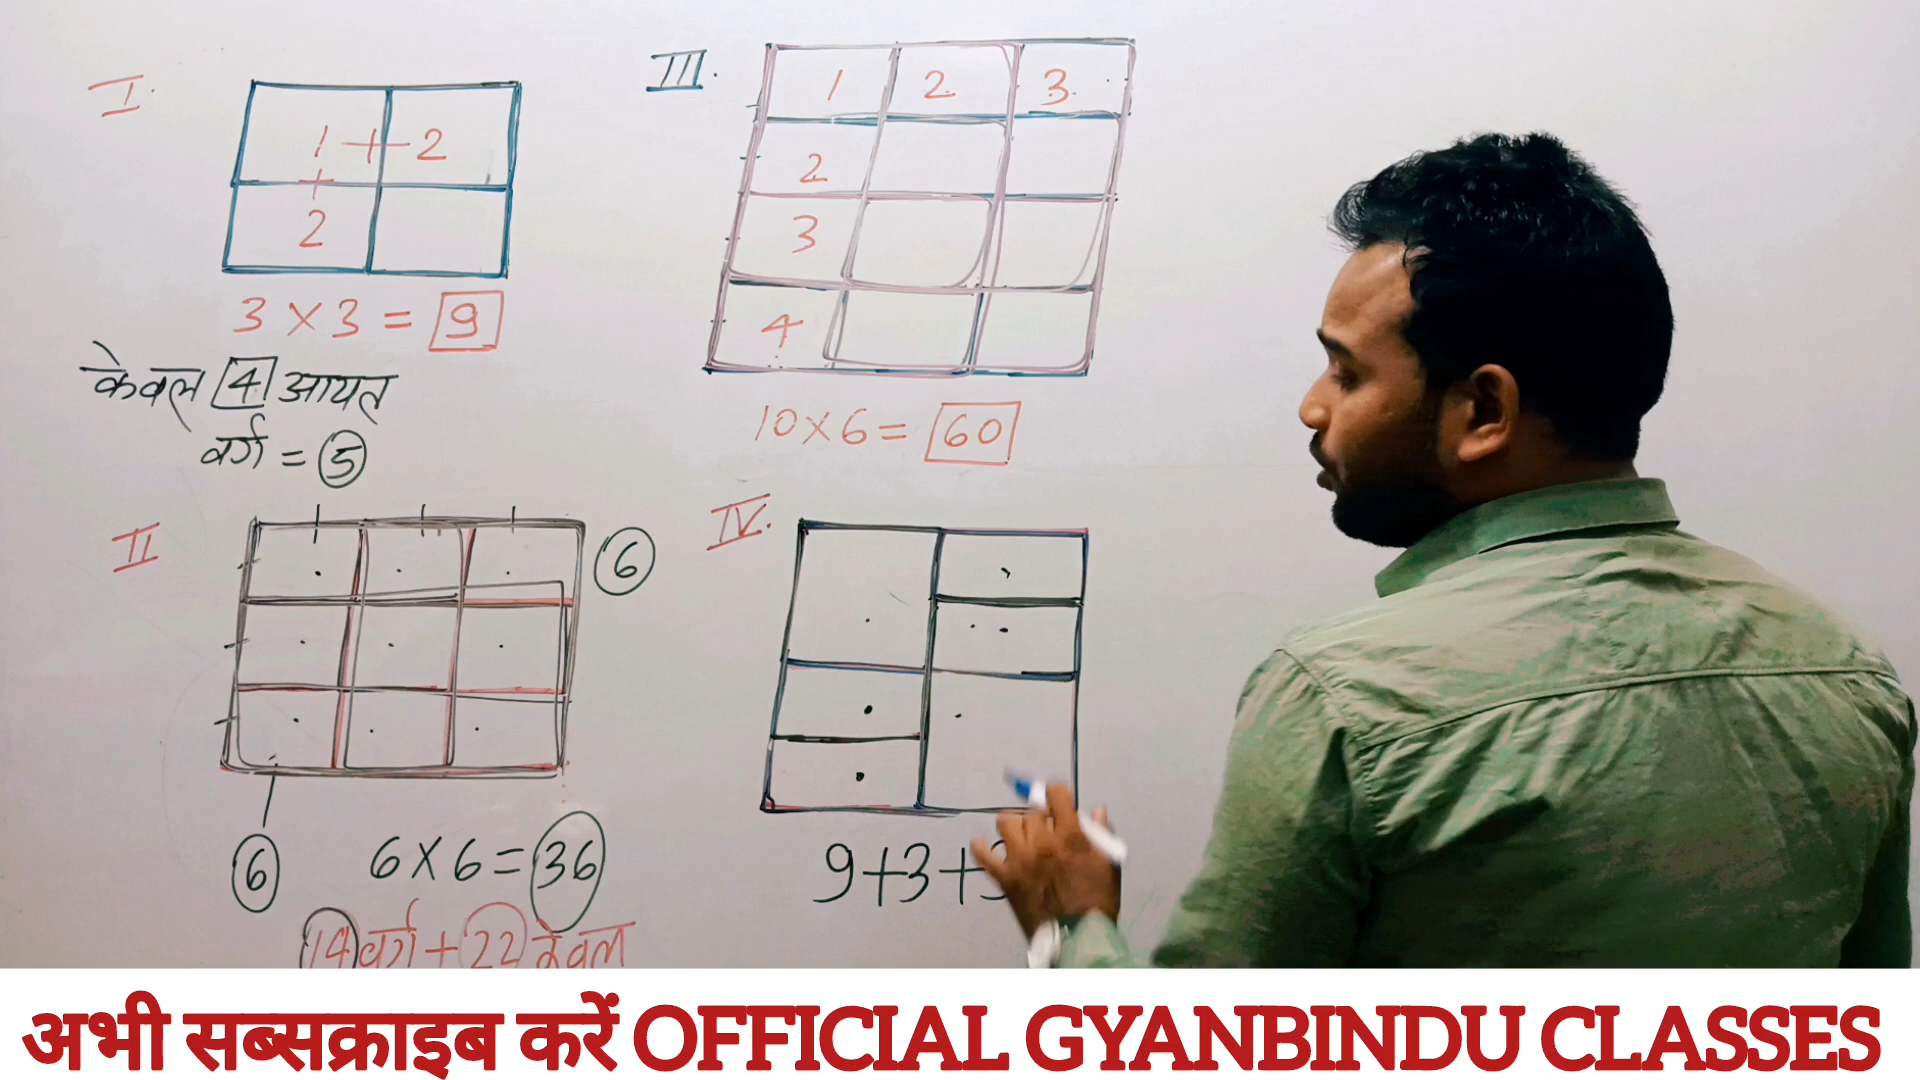 I.
1 + 2
+
2
3 × 3 = 9
केवल 4 आयत
वर्ग = 5
II
6
6
6 × 6 = 36
14 वर्ग + 22 केवल
III.
1 2 3
2
3
4
10 × 6 = 60
IV.
9+3+3
अभी सब्सक्राइब करें OFFICIAL GYANBINDU CLASSES